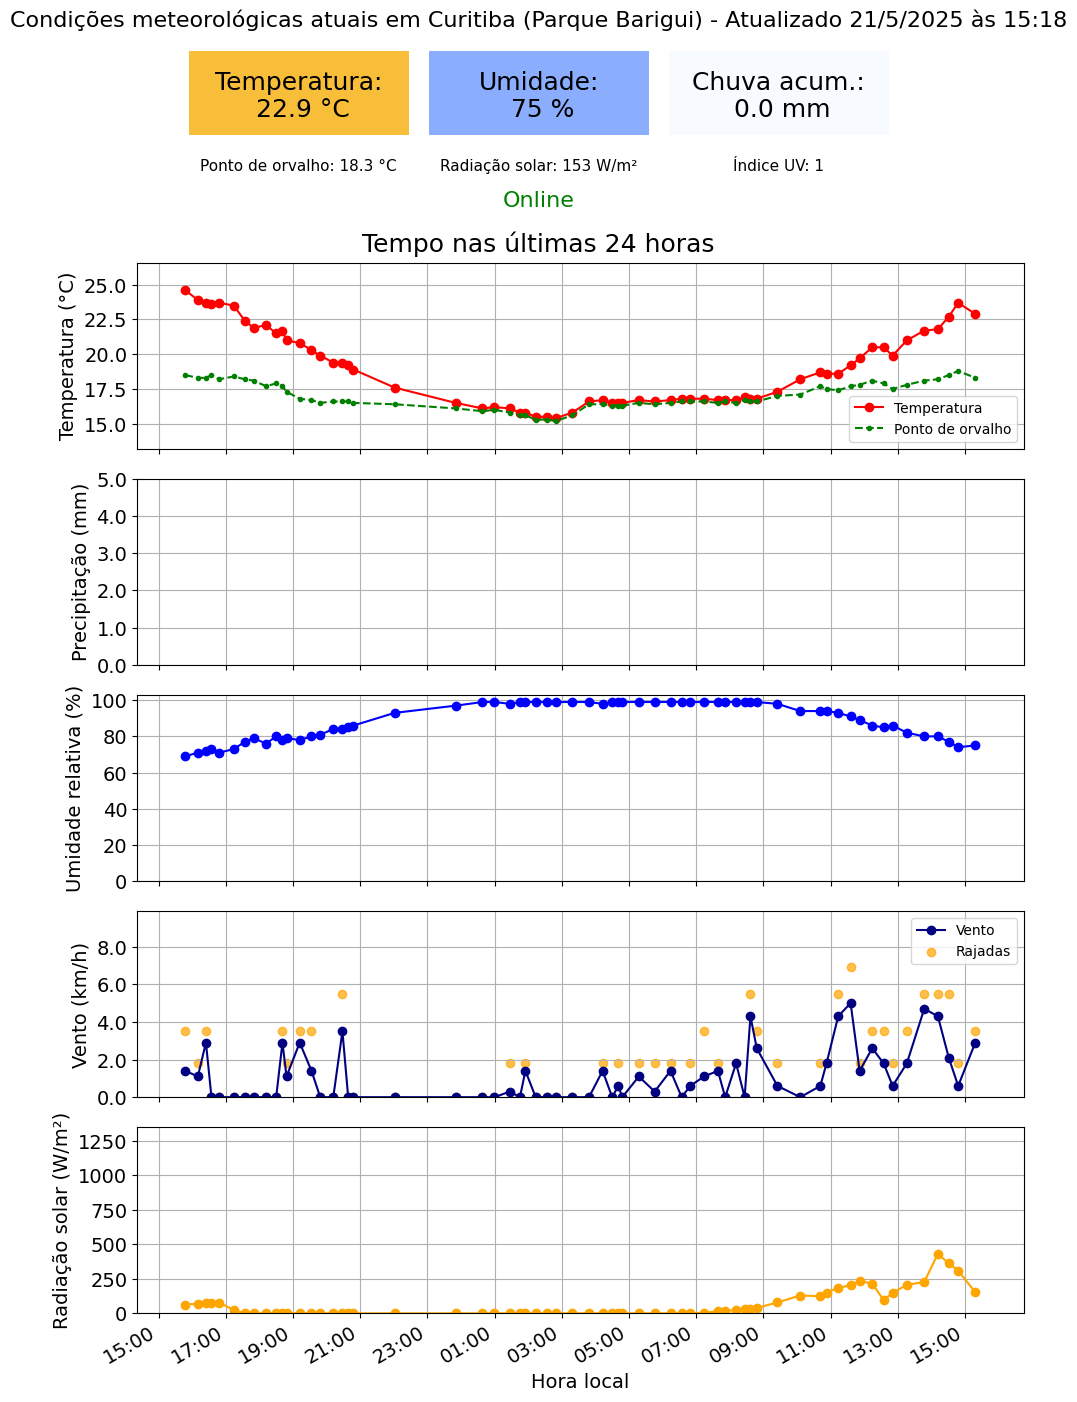 Condições meteorológicas atuais em Curitiba (Parque Barigui) - Atualizado 21/5/2025 às 15:18
Temperatura:
22.9 °C
Umidade:
75 %
Chuva acum.:
0.0 mm
Ponto de orvalho: 18.3 °C
Radiação solar: 153 W/m²
Índice UV: 1
Online
Tempo nas últimas 24 horas
Temperatura (°C)
25.0
22.5
20.0
17.5
15.0
Temperatura
Ponto de orvalho
Precipitação (mm)
5.0
4.0
3.0
2.0
1.0
0.0
Umidade relativa (%)
100
80
60
40
20
0
Vento (km/h)
8.0
6.0
4.0
2.0
0.0
Vento
Rajadas
Radiação solar (W/m²)
1250
1000
750
500
250
0
15:00
17:00
19:00
21:00
23:00
01:00
03:00
05:00
07:00
09:00
11:00
13:00
15:00
Hora local